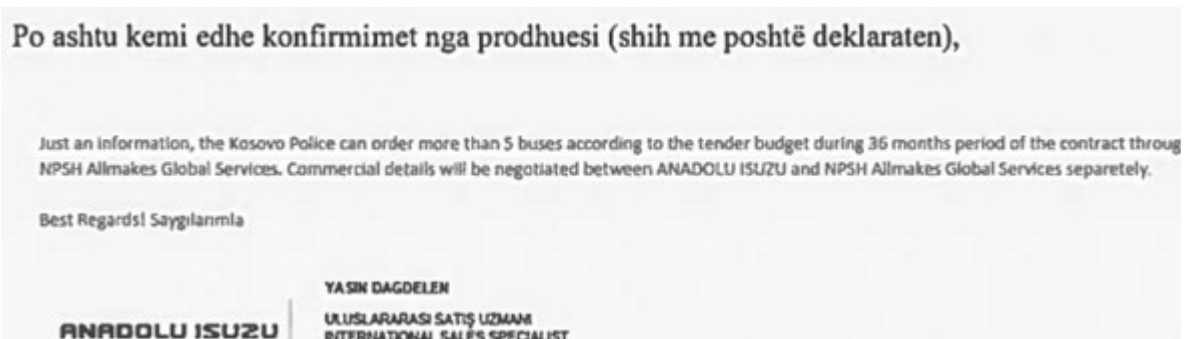 Po ashtu kemi edhe konfirmimet nga prodhuesi (shih me poshtë deklaraten),
Just an information, the Kosovo Police can order more than 5 buses according to the tender budget during 36 months period of the contract throug
NPSH Allmakes Global Services. Commercial details will be negotiated between ANADOLU ISUZU and NPSH Allmakes Global Services separetely.
Best Regards! Saygılarımla
YASIN DAGDELEN
ULUSLARARASI SATIŞ UZMANI
ANADOLU ISUZU
INTERNATIONAL SALES SPECIALIST